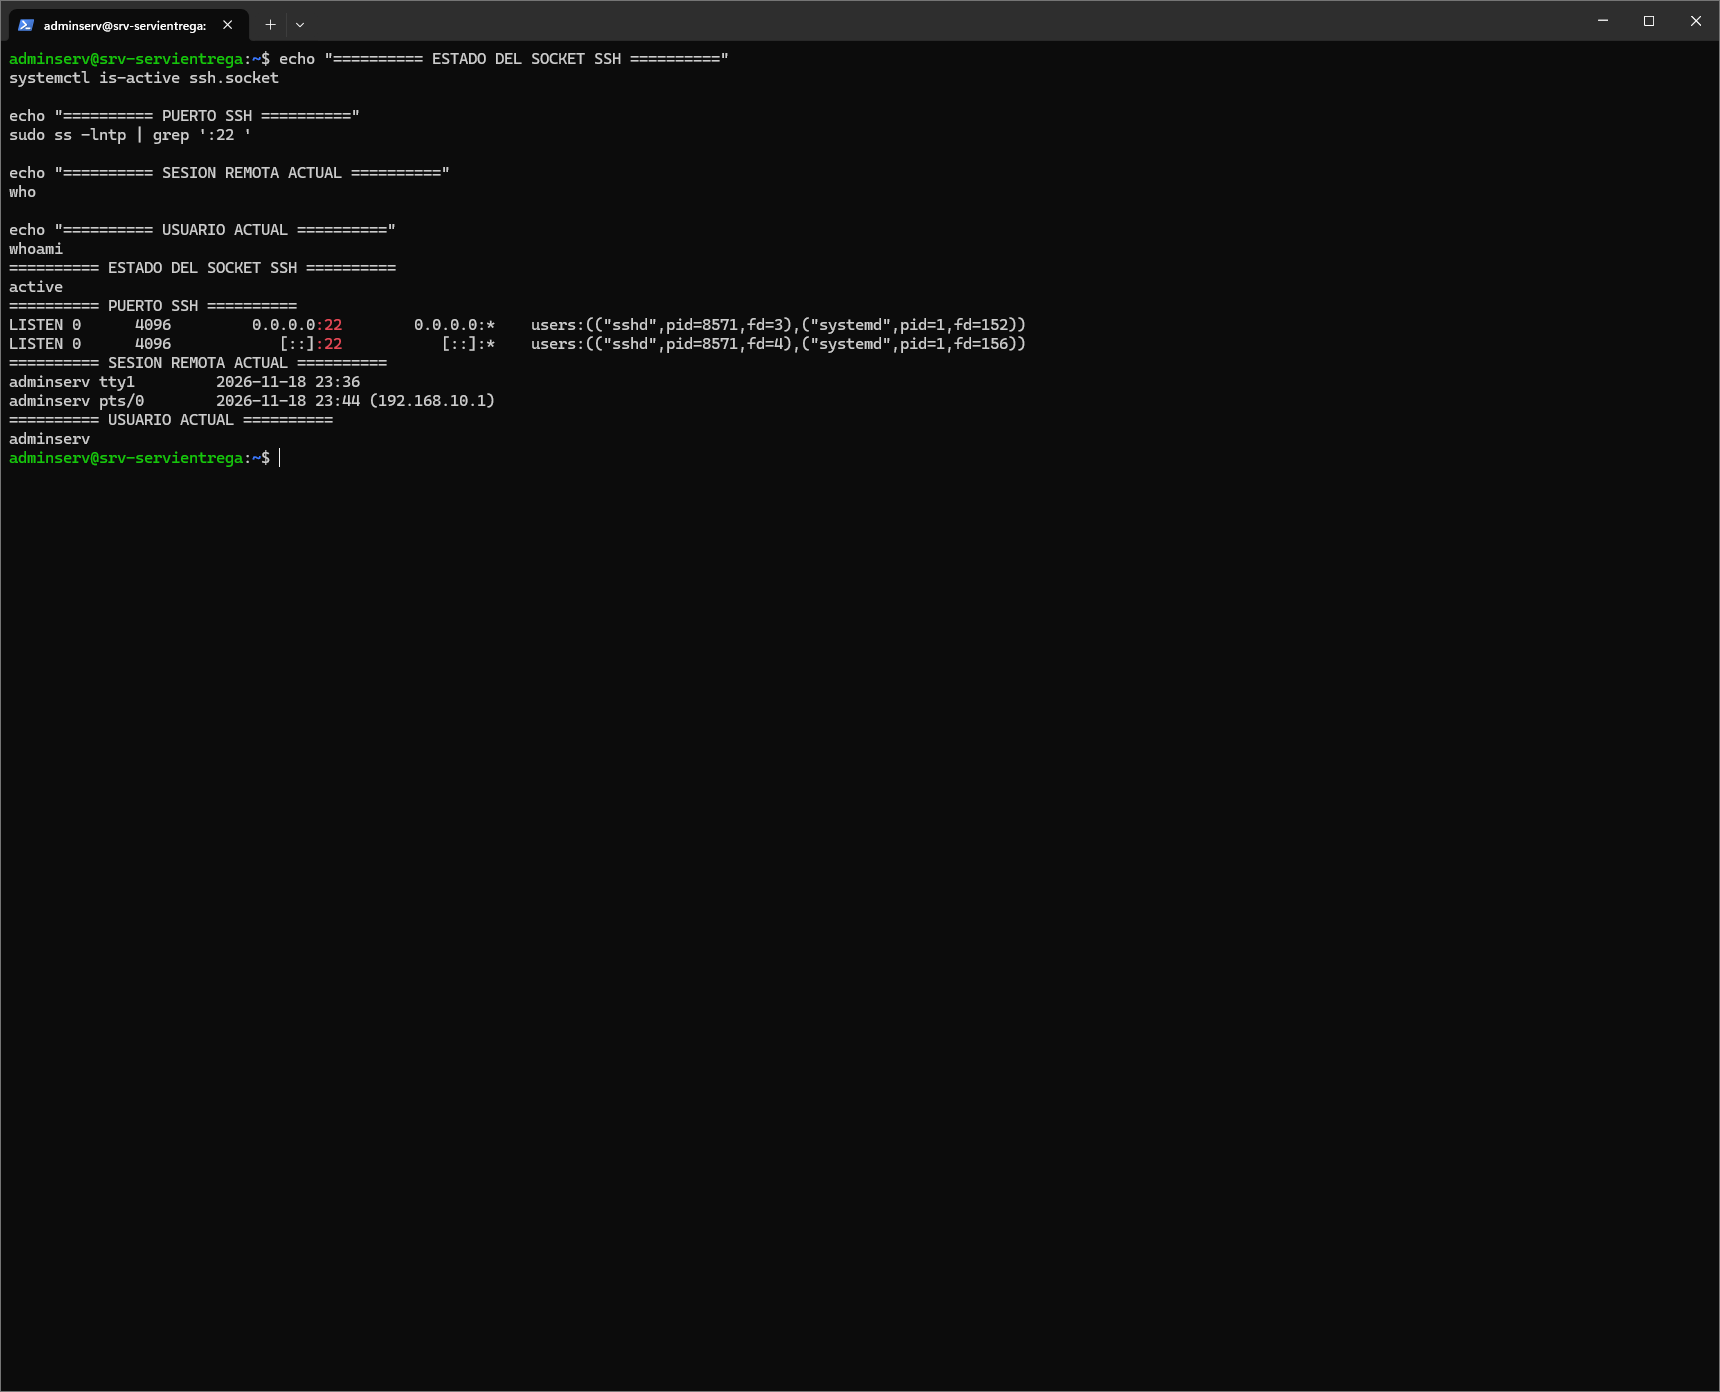 adminserv@srv-servientrega:
adminserv@srv-servientrega:~$ echo "========== ESTADO DEL SOCKET SSH =========="
systemctl is-active ssh.socket
echo "========== PUERTO SSH =========="
sudo ss -lntp | grep ':22 '
echo "========== SESION REMOTA ACTUAL =========="
who
echo "========== USUARIO ACTUAL =========="
whoami
========== ESTADO DEL SOCKET SSH ==========
active
========== PUERTO SSH ==========
LISTEN 0      4096         0.0.0.0:22        0.0.0.0:*    users:(("sshd",pid=8571,fd=3),("systemd",pid=1,fd=152))
LISTEN 0      4096            [::]:22           [::]:*    users:(("sshd",pid=8571,fd=4),("systemd",pid=1,fd=156))
========== SESION REMOTA ACTUAL ==========
adminserv tty1         2026-11-18 23:36
adminserv pts/0        2026-11-18 23:44 (192.168.10.1)
========== USUARIO ACTUAL ==========
adminserv
adminserv@srv-servientrega:~$